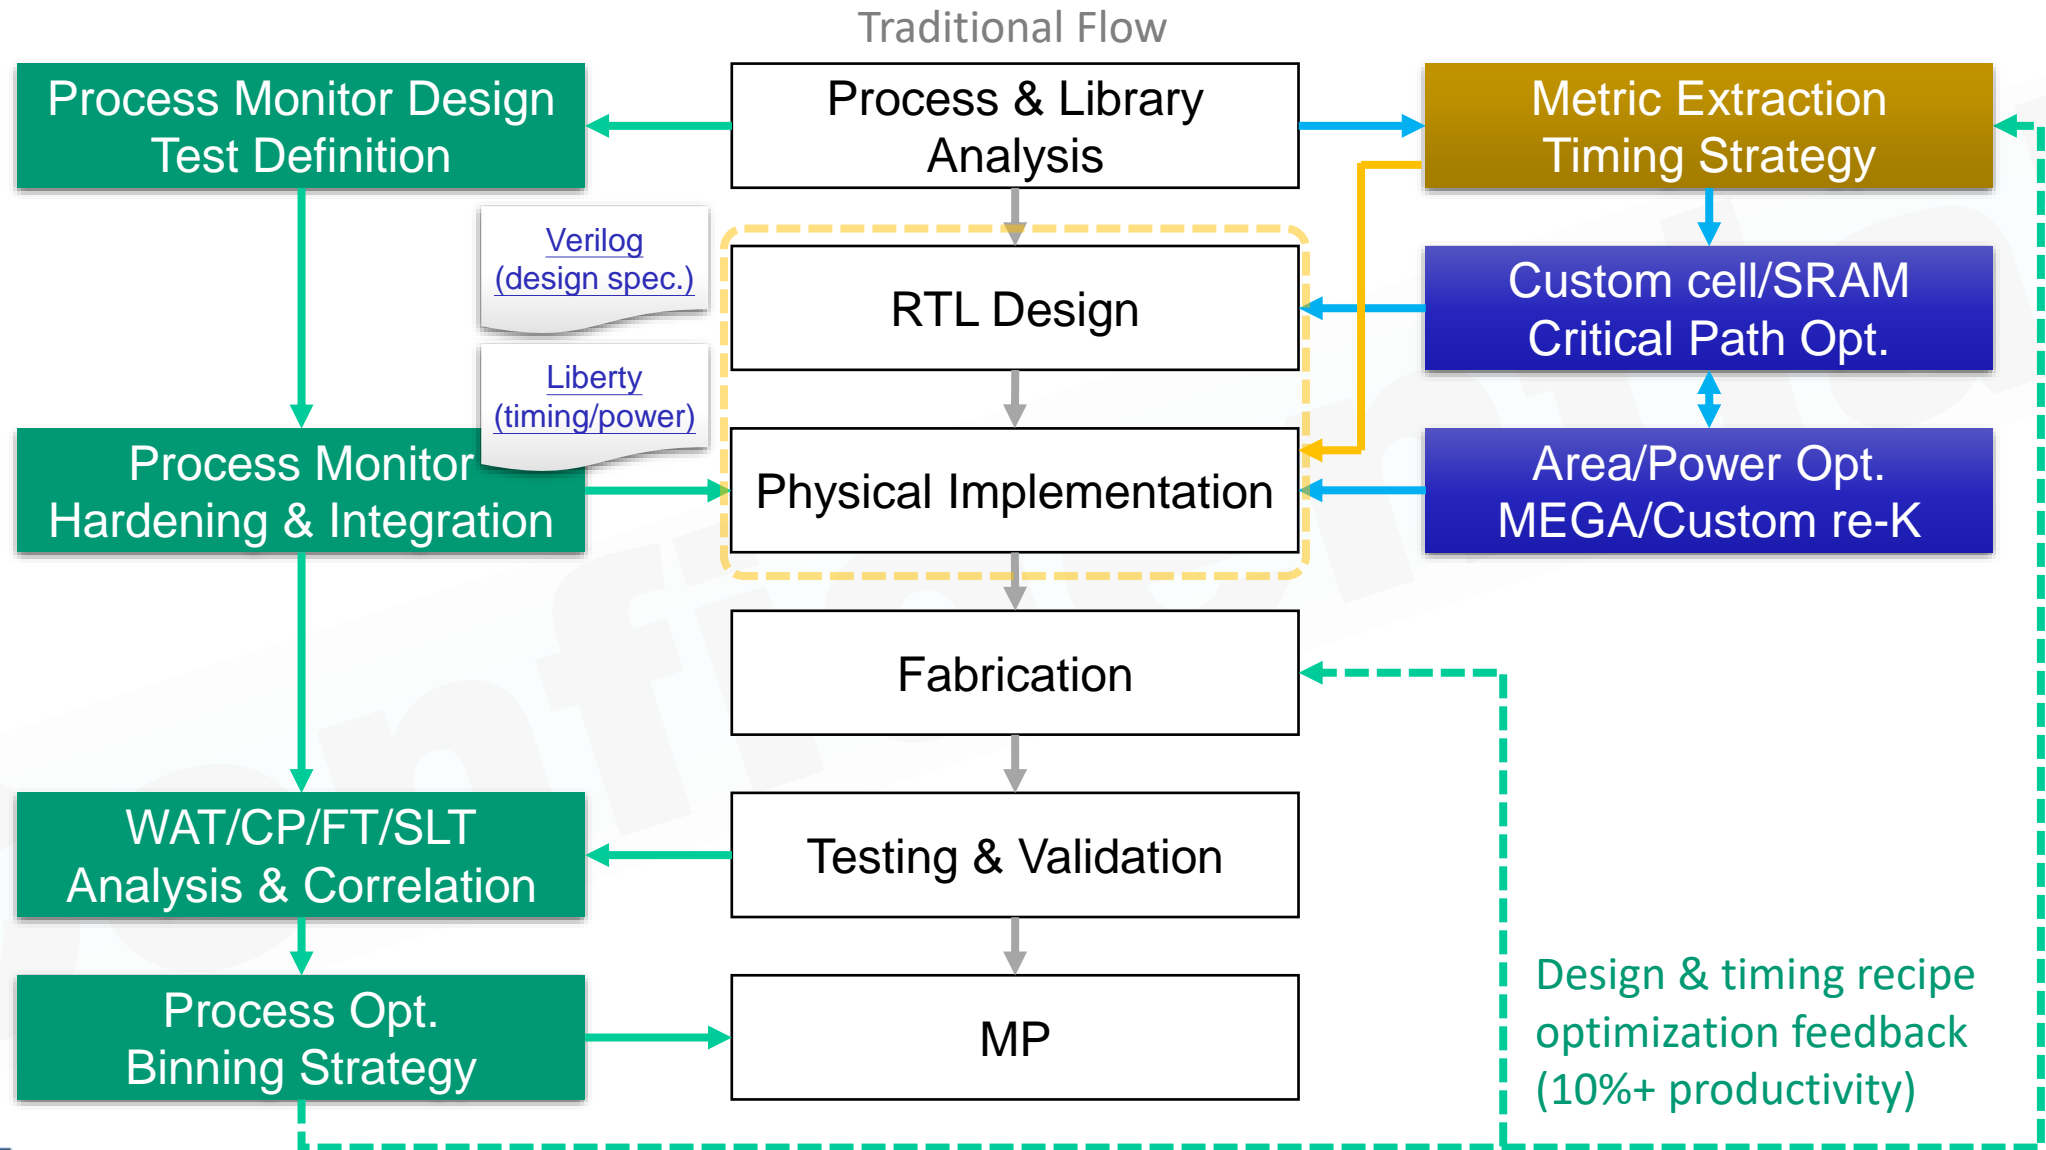 Traditional Flow
Process Monitor Design
Test Definition
Process & Library
Analysis
Metric Extraction
Timing Strategy
Verilog
(design spec.)
RTL Design
Custom cell/SRAM
Critical Path Opt.
Liberty
(timing/power)
Process Monitor
Hardening & Integration
Physical Implementation
Area/Power Opt.
MEGA/Custom re-K
Fabrication
WAT/CP/FT/SLT
Analysis & Correlation
Testing & Validation
Process Opt.
Binning Strategy
MP
Design & timing recipe
optimization feedback
(10%+ productivity)